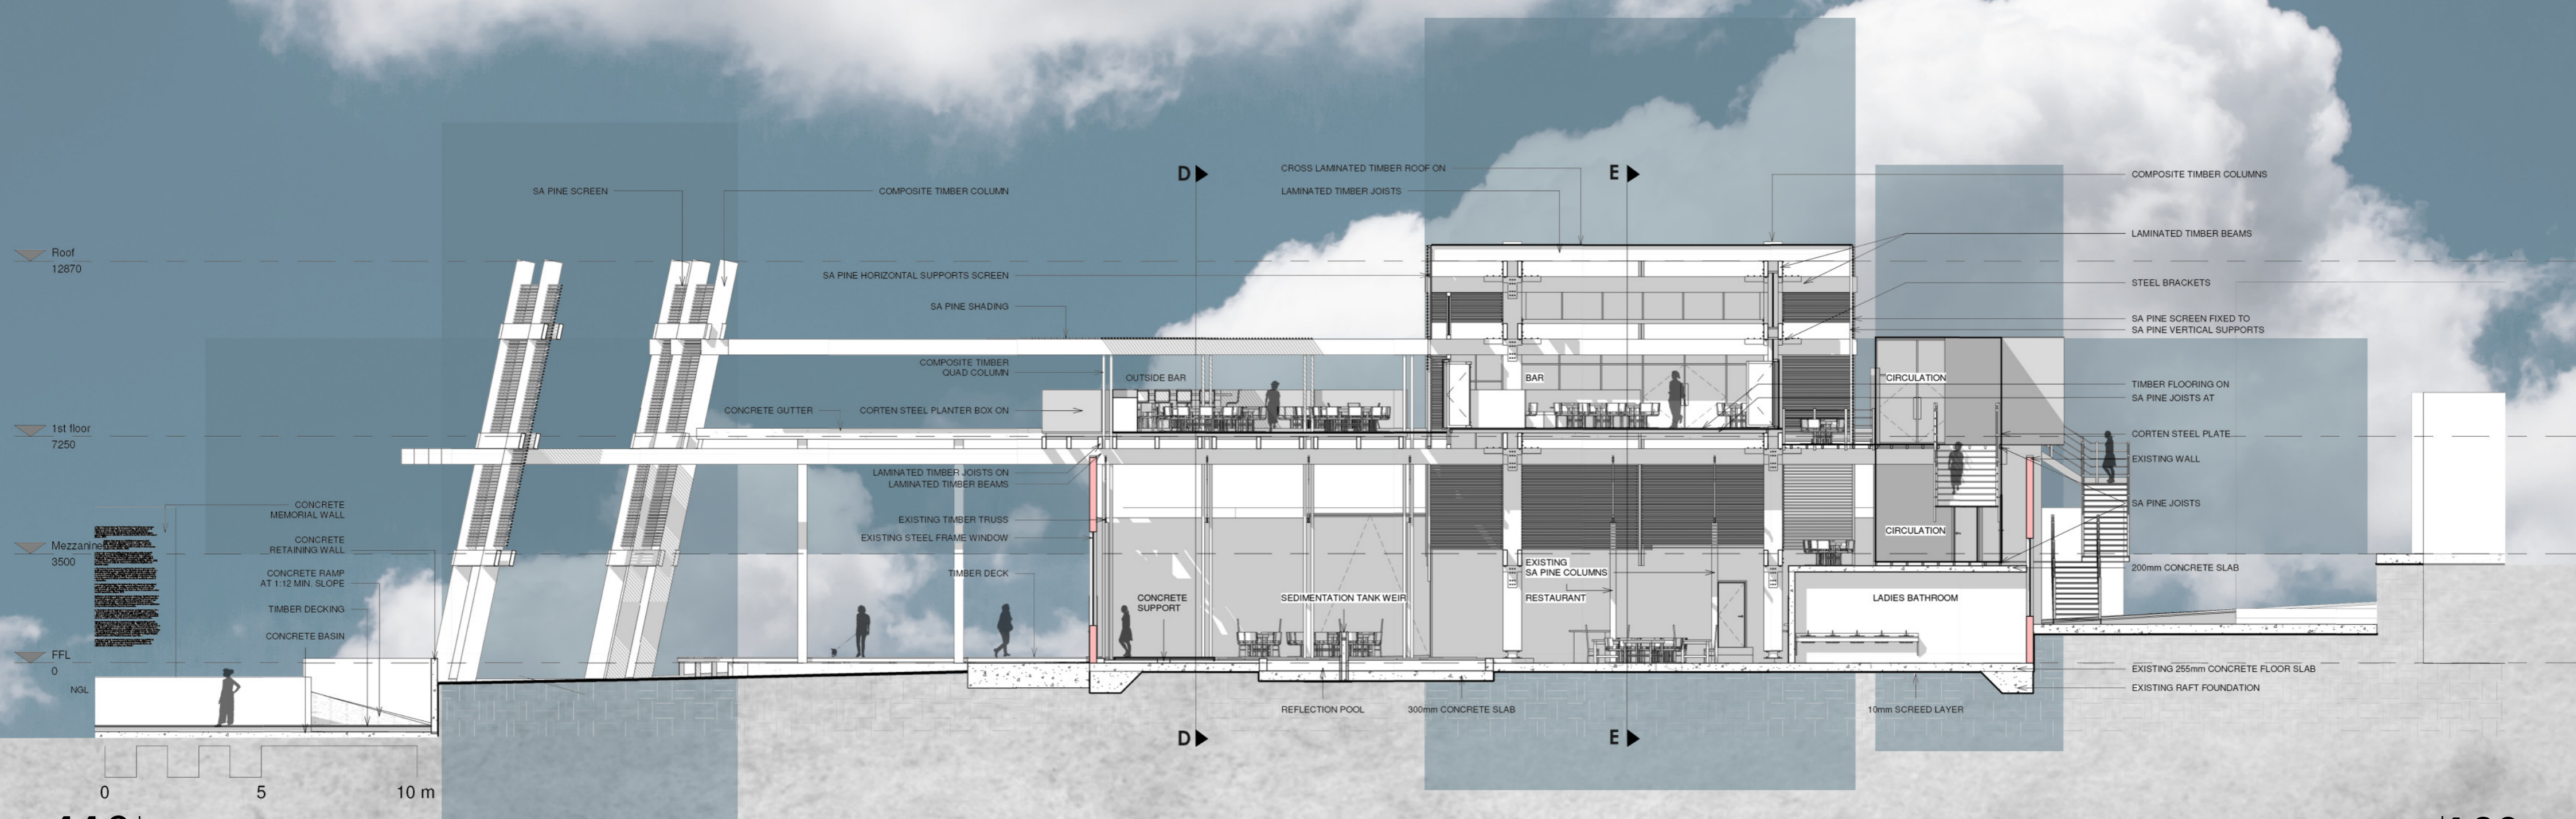 D
E
CROSS LAMINATED TIMBER ROOF ON
LAMINATED TIMBER JOISTS
SA PINE SCREEN
COMPOSITE TIMBER COLUMN
COMPOSITE TIMBER COLUMNS
LAMINATED TIMBER BEAMS
Roof
12870
SA PINE HORIZONTAL SUPPORTS SCREEN
STEEL BRACKETS
SA PINE SHADING
SA PINE SCREEN FIXED TO
SA PINE VERTICAL SUPPORTS
COMPOSITE TIMBER
QUAD COLUMN
OUTSIDE BAR
BAR
CIRCULATION
TIMBER FLOORING ON
SA PINE JOISTS AT
CONCRETE GUTTER
CORTEN STEEL PLANTER BOX ON
1st floor
7250
CORTEN STEEL PLATE
EXISTING WALL
LAMINATED TIMBER JOISTS ON
LAMINATED TIMBER BEAMS
CONCRETE
MEMORIAL WALL
SA PINE JOISTS
EXISTING TIMBER TRUSS
EXISTING STEEL FRAME WINDOW
CIRCULATION
Mezzanine
3500
CONCRETE
RETAINING WALL
EXISTING
SA PINE COLUMNS
200mm CONCRETE SLAB
CONCRETE RAMP
AT 1:12 MIN. SLOPE
TIMBER DECK
CONCRETE
SUPPORT
SEDIMENTATION TANK WEIR
RESTAURANT
LADIES BATHROOM
TIMBER DECKING
CONCRETE BASIN
FFL
0
NGL
EXISTING 255mm CONCRETE FLOOR SLAB
EXISTING RAFT FOUNDATION
REFLECTION POOL
300mm CONCRETE SLAB
10mm SCREED LAYER
D
E
0
5
10 m